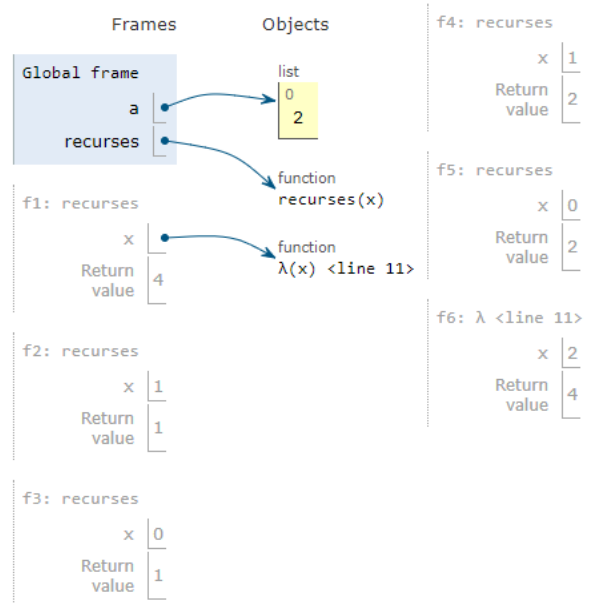 Frames Objects
Global frame
a
recurses
list
0
2
function
recurses(x)
function
λ(x) <line 11>
f1: recurses
x
Return
value 4
f2: recurses
x 1
Return
value 1
f3: recurses
x 0
Return
value 1
f4: recurses
x 1
Return
value 2
f5: recurses
x 0
Return
value 2
f6: λ <line 11>
x 2
Return
value 4